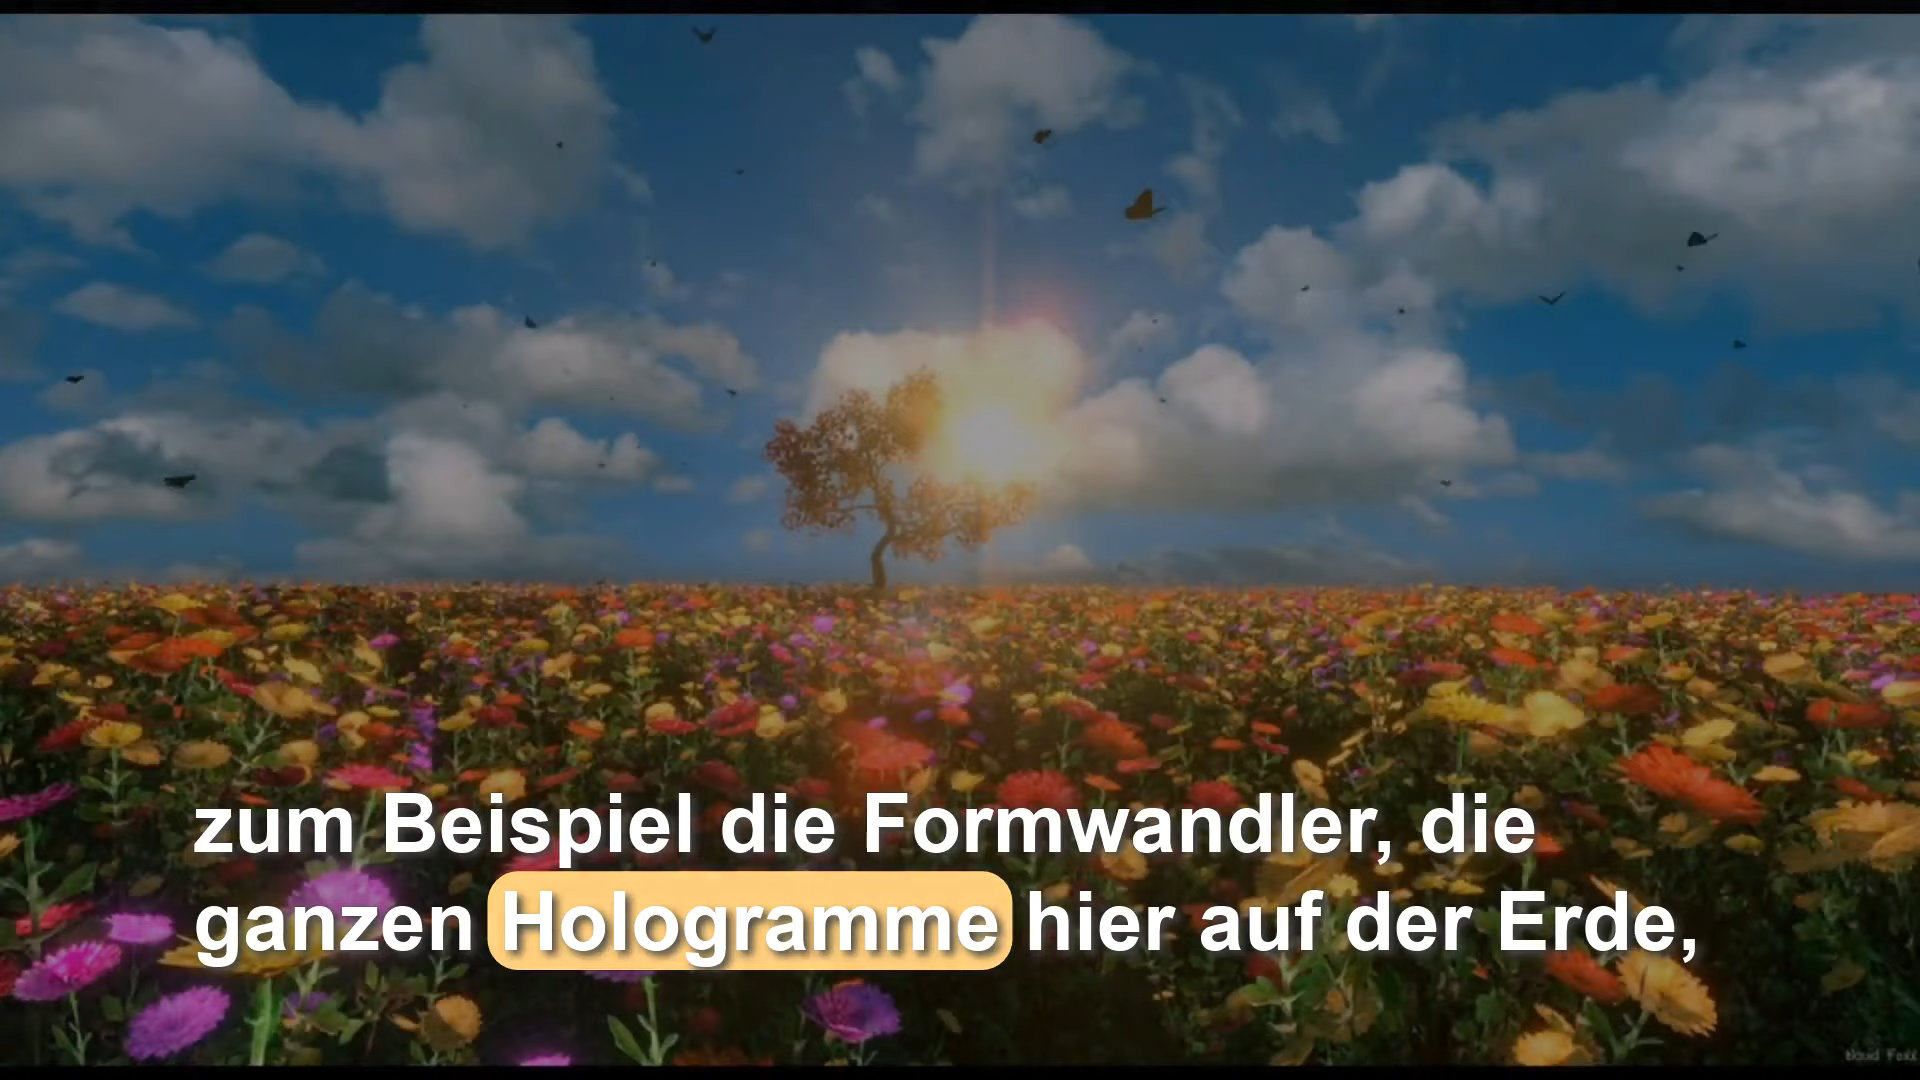 zum Beispiel die Formwandler, die
ganzen Hologramme hier auf der Erde,